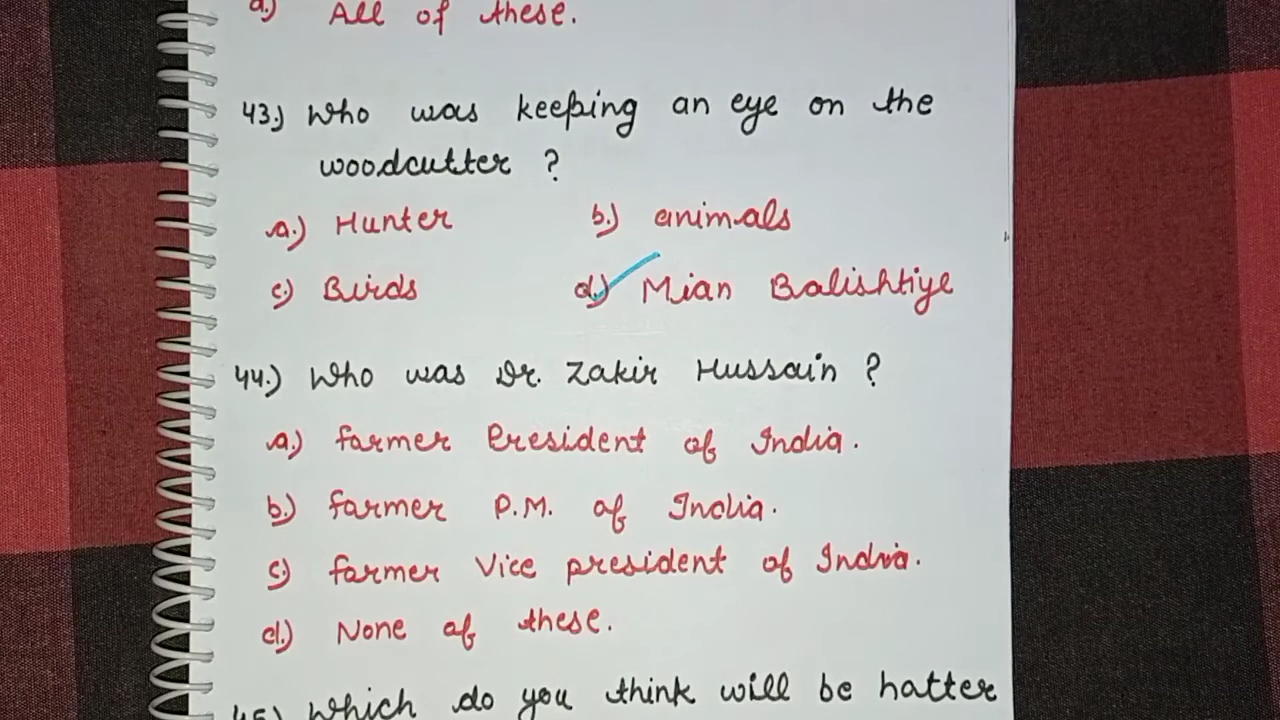 d.) All of these.
43.) Who was keeping an eye on the
woodcutter ?
a.) Hunter b.) animals
c.) Birds d.) Mian Balishtiye
44.) Who was Dr. Zakir Hussain ?
a.) farmer President of India.
b.) farmer P.M. of India.
c.) farmer Vice president of India.
d.) None of these.
45.) Which do you think will be hatter